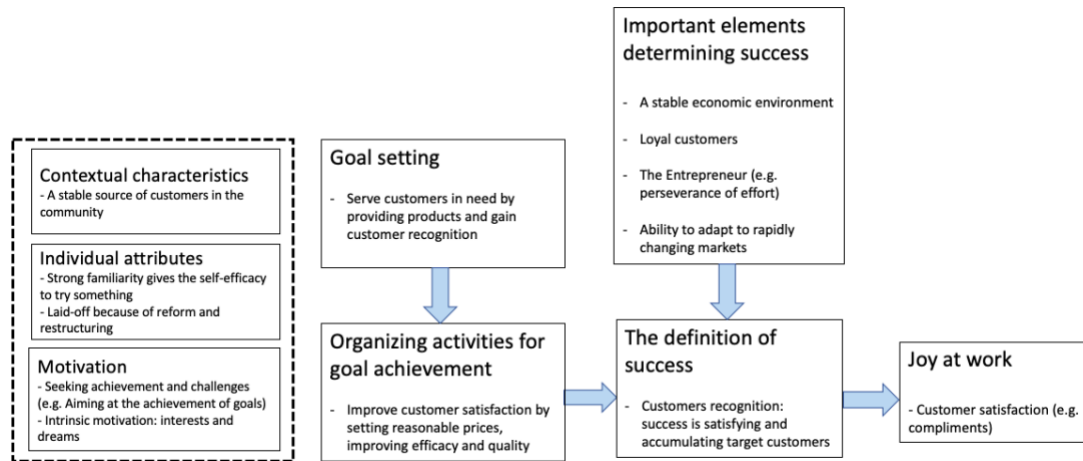 Contextual characteristics
- A stable source of customers in the
community
Individual attributes
- Strong familiarity gives the self-efficacy
to try something
- Laid-off because of reform and
restructuring
Motivation
- Seeking achievement and challenges
(e.g. Aiming at the achievement of goals)
- Intrinsic motivation: interests and
dreams
Goal setting
- Serve customers in need by
providing products and gain
customer recognition
Organizing activities for
goal achievement
- Improve customer satisfaction by
setting reasonable prices,
improving efficacy and quality
Important elements
determining success
- A stable economic environment
- Loyal customers
- The Entrepreneur (e.g.
perseverance of effort)
- Ability to adapt to rapidly
changing markets
The definition of
success
- Customers recognition:
success is satisfying and
accumulating target customers
Joy at work
- Customer satisfaction (e.g.
compliments)